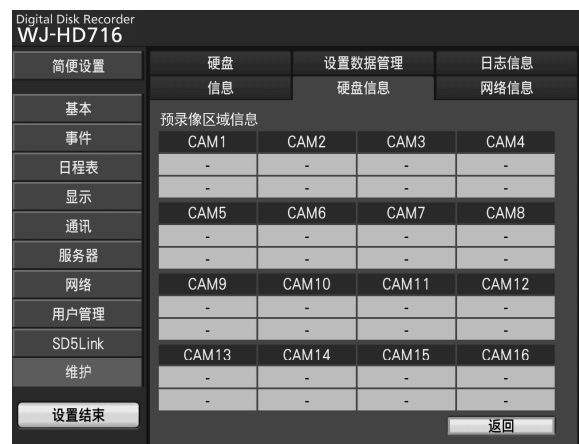 Digital Disk Recorder
WJ-HD716
简便设置
基本
事件
日程表
显示
通讯
服务器
网络
用户管理
SD5Link
维护
设置结束
硬盘 设置数据管理 日志信息
信息 硬盘信息 网络信息
预录像区域信息
CAM1 CAM2 CAM3 CAM4
- - - -
- - - -
CAM5 CAM6 CAM7 CAM8
- - - -
- - - -
CAM9 CAM10 CAM11 CAM12
- - - -
- - - -
CAM13 CAM14 CAM15 CAM16
- - - -
- - - -
返回